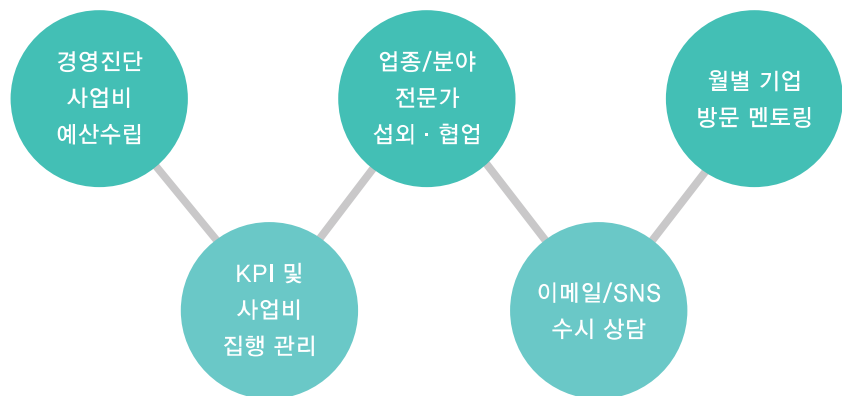 경영진단
사업비
예산수립
KPI 및
사업비
집행 관리
업종/분야
전문가
섭외 · 협업
이메일/SNS
수시 상담
월별 기업
방문 멘토링